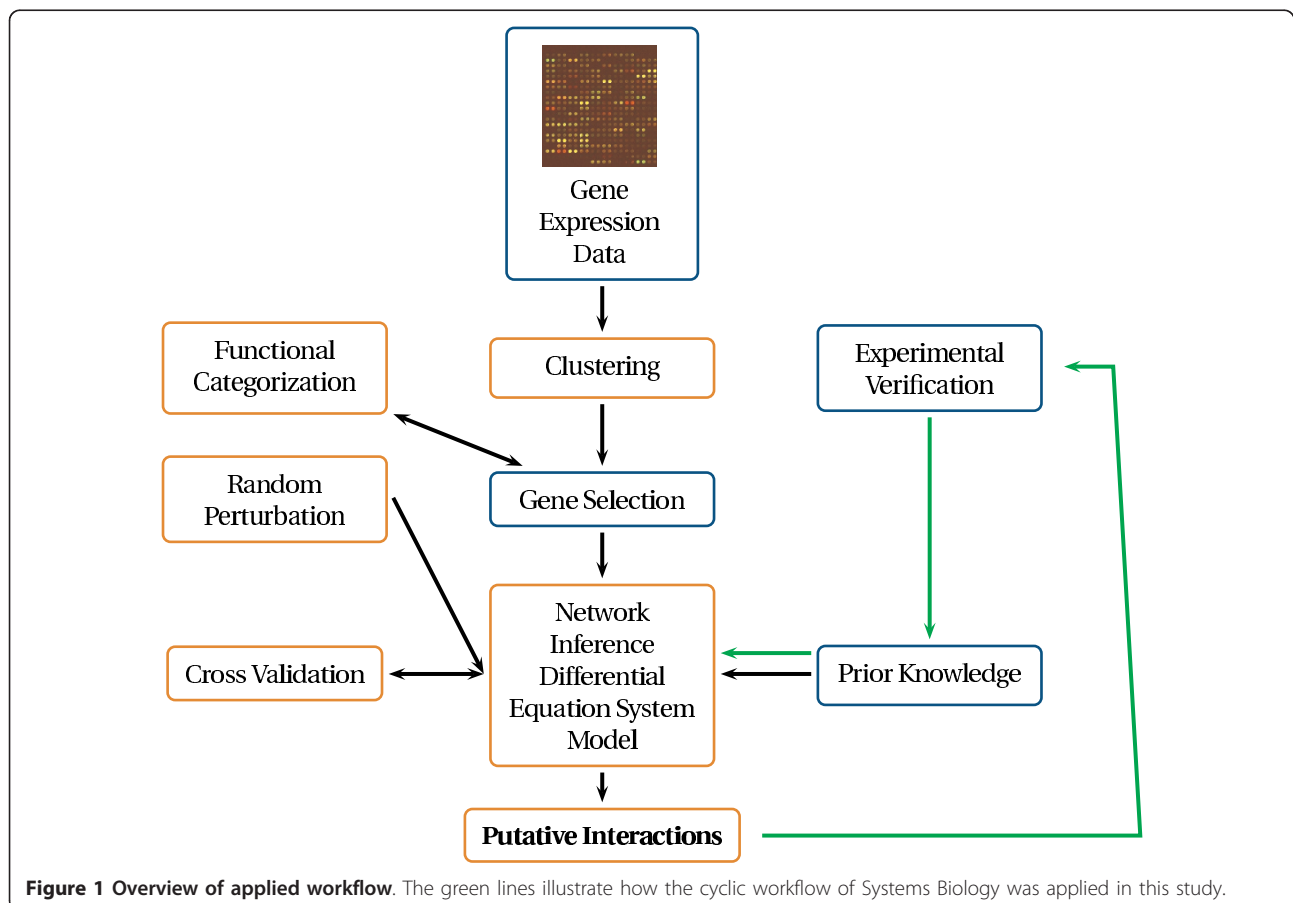 Gene
Expression
Data
Functional
Categorization
Clustering
Experimental
Verification
Random
Perturbation
Gene Selection
Network
Inference
Differential
Equation System
Model
Cross Validation
Prior Knowledge
Putative Interactions
Figure 1 Overview of applied workflow. The green lines illustrate how the cyclic workflow of Systems Biology was applied in this study.